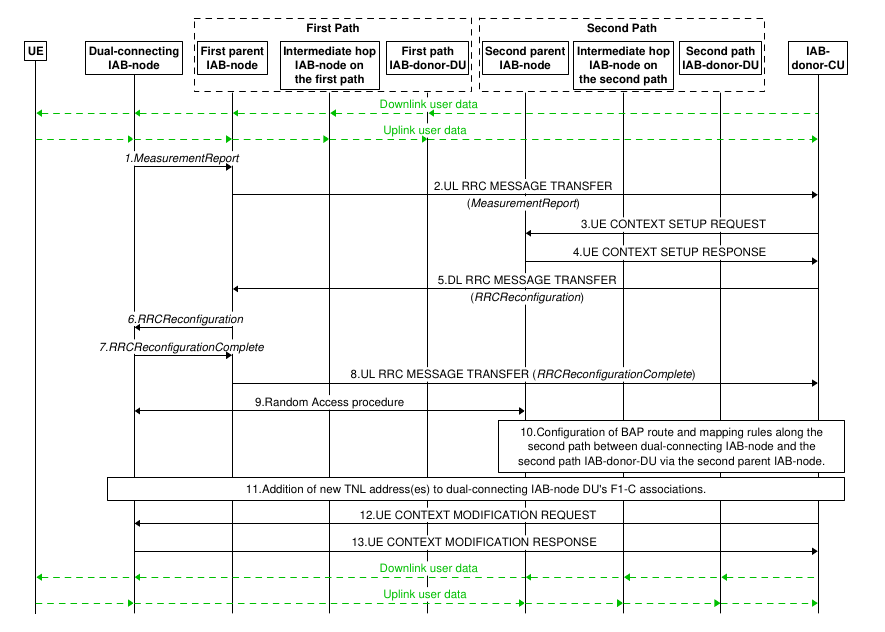 First Path
Second Path
UE
Dual-connecting
IAB-node
First parent
IAB-node
Intermediate hop
IAB-node on
the first path
First path
IAB-donor-DU
Second parent
IAB-node
Intermediate hop
IAB-node on
the second path
Second path
IAB-donor-DU
IAB-
donor-CU
Downlink user data
Uplink user data
1.MeasurementReport
2.UL RRC MESSAGE TRANSFER
(MeasurementReport)
3.UE CONTEXT SETUP REQUEST
4.UE CONTEXT SETUP RESPONSE
5.DL RRC MESSAGE TRANSFER
(RRCReconfiguration)
6.RRCReconfiguration
7.RRCReconfigurationComplete
8.UL RRC MESSAGE TRANSFER (RRCReconfigurationComplete)
9.Random Access procedure
10.Configuration of BAP route and mapping rules along the
second path between dual-connecting IAB-node and the
second path IAB-donor-DU via the second parent IAB-node.
11.Addition of new TNL address(es) to dual-connecting IAB-node DU's F1-C associations.
12.UE CONTEXT MODIFICATION REQUEST
13.UE CONTEXT MODIFICATION RESPONSE
Downlink user data
Uplink user data